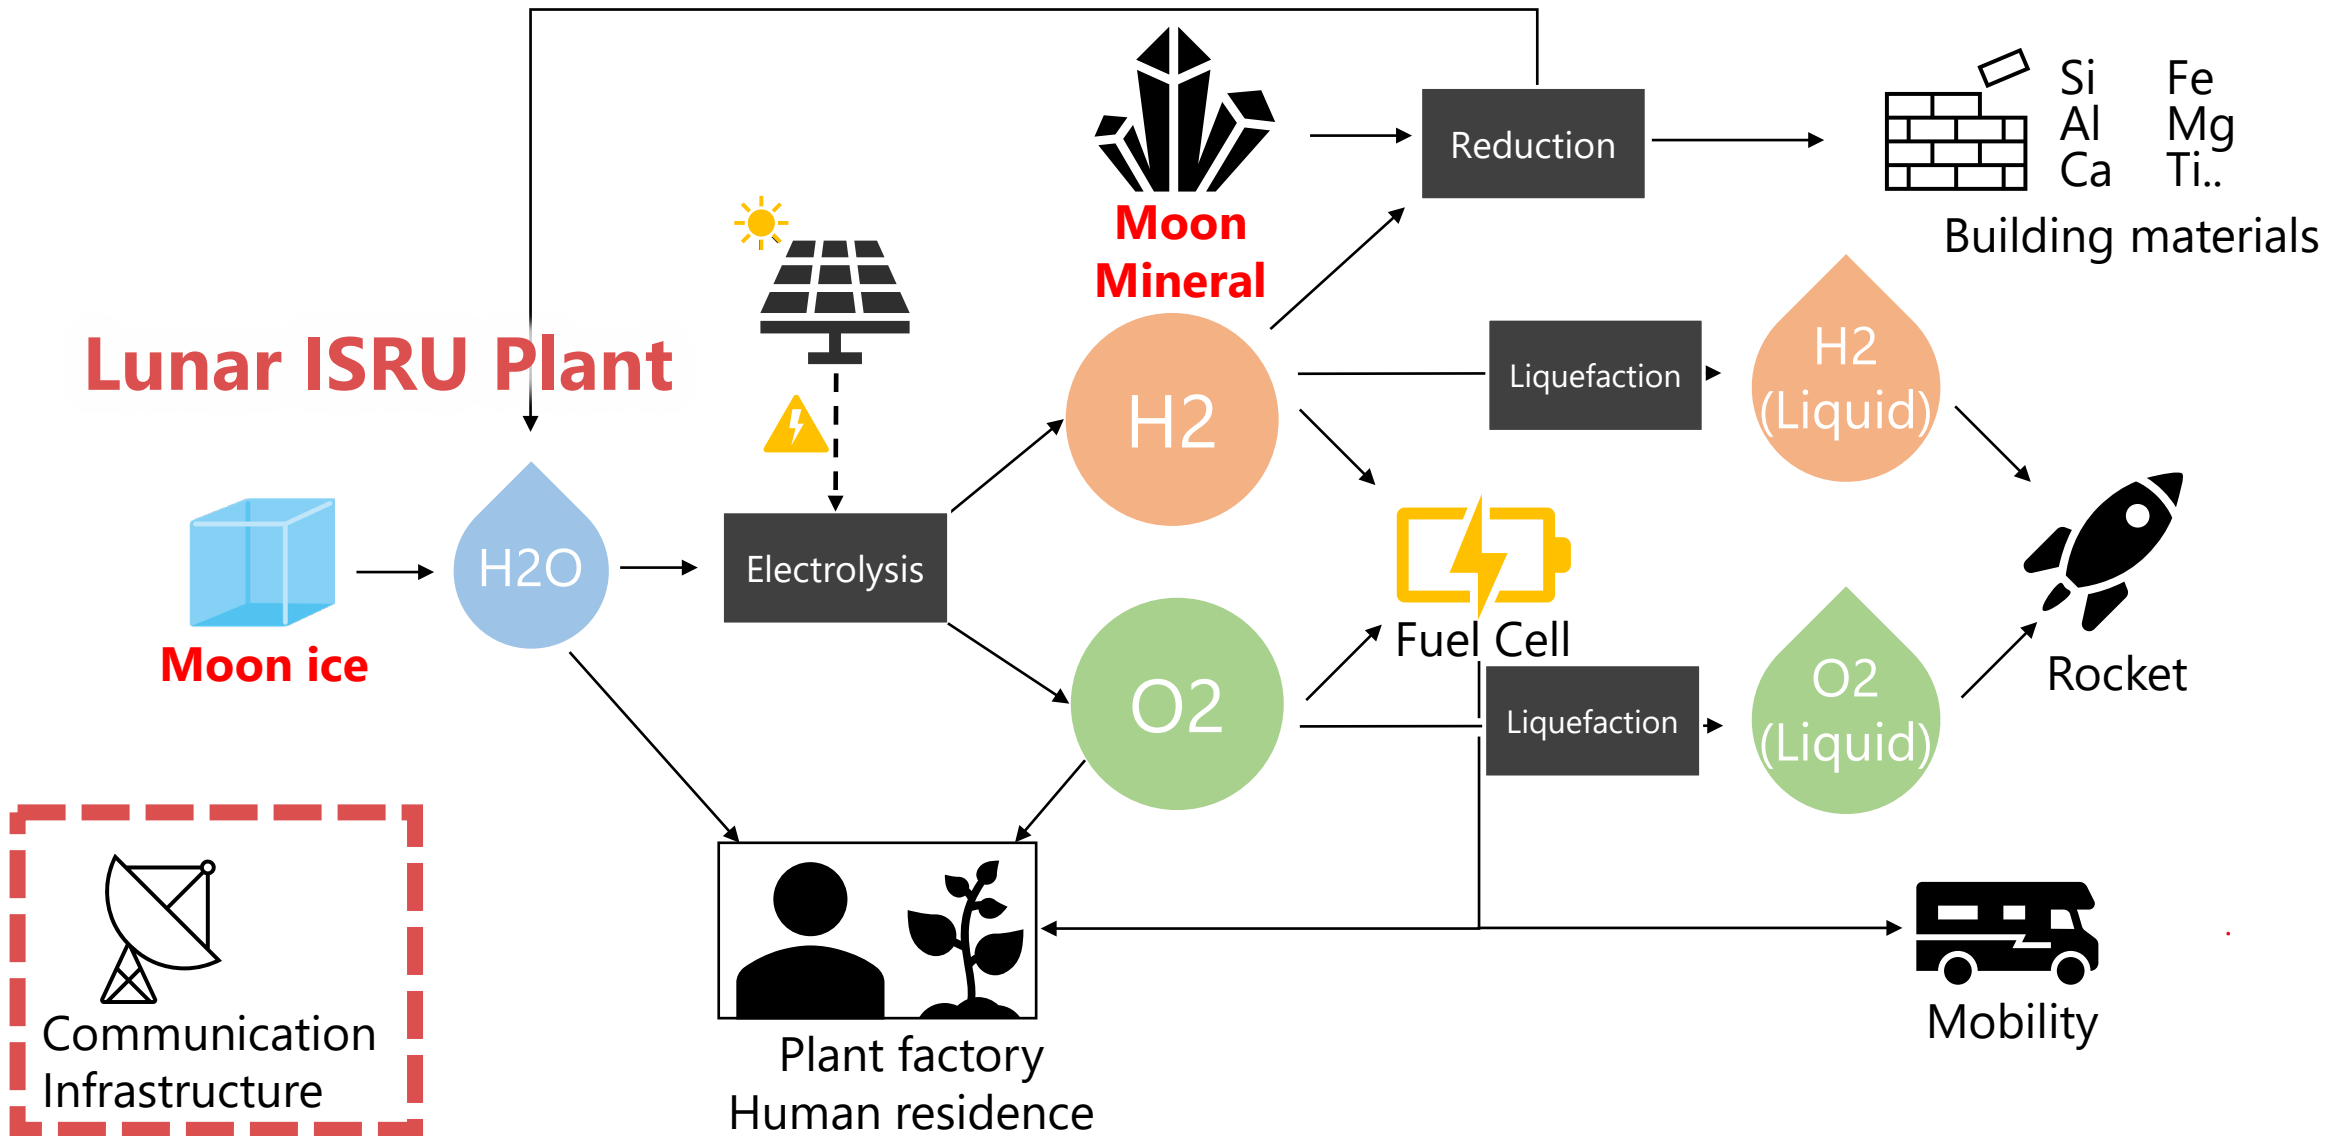 Reduction
Si Fe
Al Mg
Ca Ti..
Building materials
Moon
Mineral
Lunar ISRU Plant
H2
Liquefaction
H2
(Liquid)
Moon ice
H2O
Electrolysis
Fuel Cell
O2
Liquefaction
O2
(Liquid)
Rocket
Communication
Infrastructure
Plant factory
Human residence
Mobility